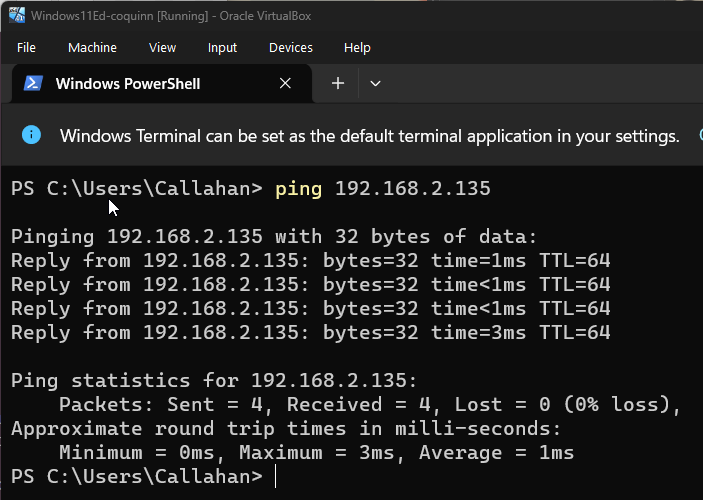 Windows11Ed-coquinn [Running] - Oracle VirtualBox
File Machine View Input Devices Help
Windows PowerShell
Windows Terminal can be set as the default terminal application in your settings.
PS C:\Users\Callahan> ping 192.168.2.135
Pinging 192.168.2.135 with 32 bytes of data:
Reply from 192.168.2.135: bytes=32 time=1ms TTL=64
Reply from 192.168.2.135: bytes=32 time<1ms TTL=64
Reply from 192.168.2.135: bytes=32 time<1ms TTL=64
Reply from 192.168.2.135: bytes=32 time=3ms TTL=64
Ping statistics for 192.168.2.135:
    Packets: Sent = 4, Received = 4, Lost = 0 (0% loss),
Approximate round trip times in milli-seconds:
    Minimum = 0ms, Maximum = 3ms, Average = 1ms
PS C:\Users\Callahan>